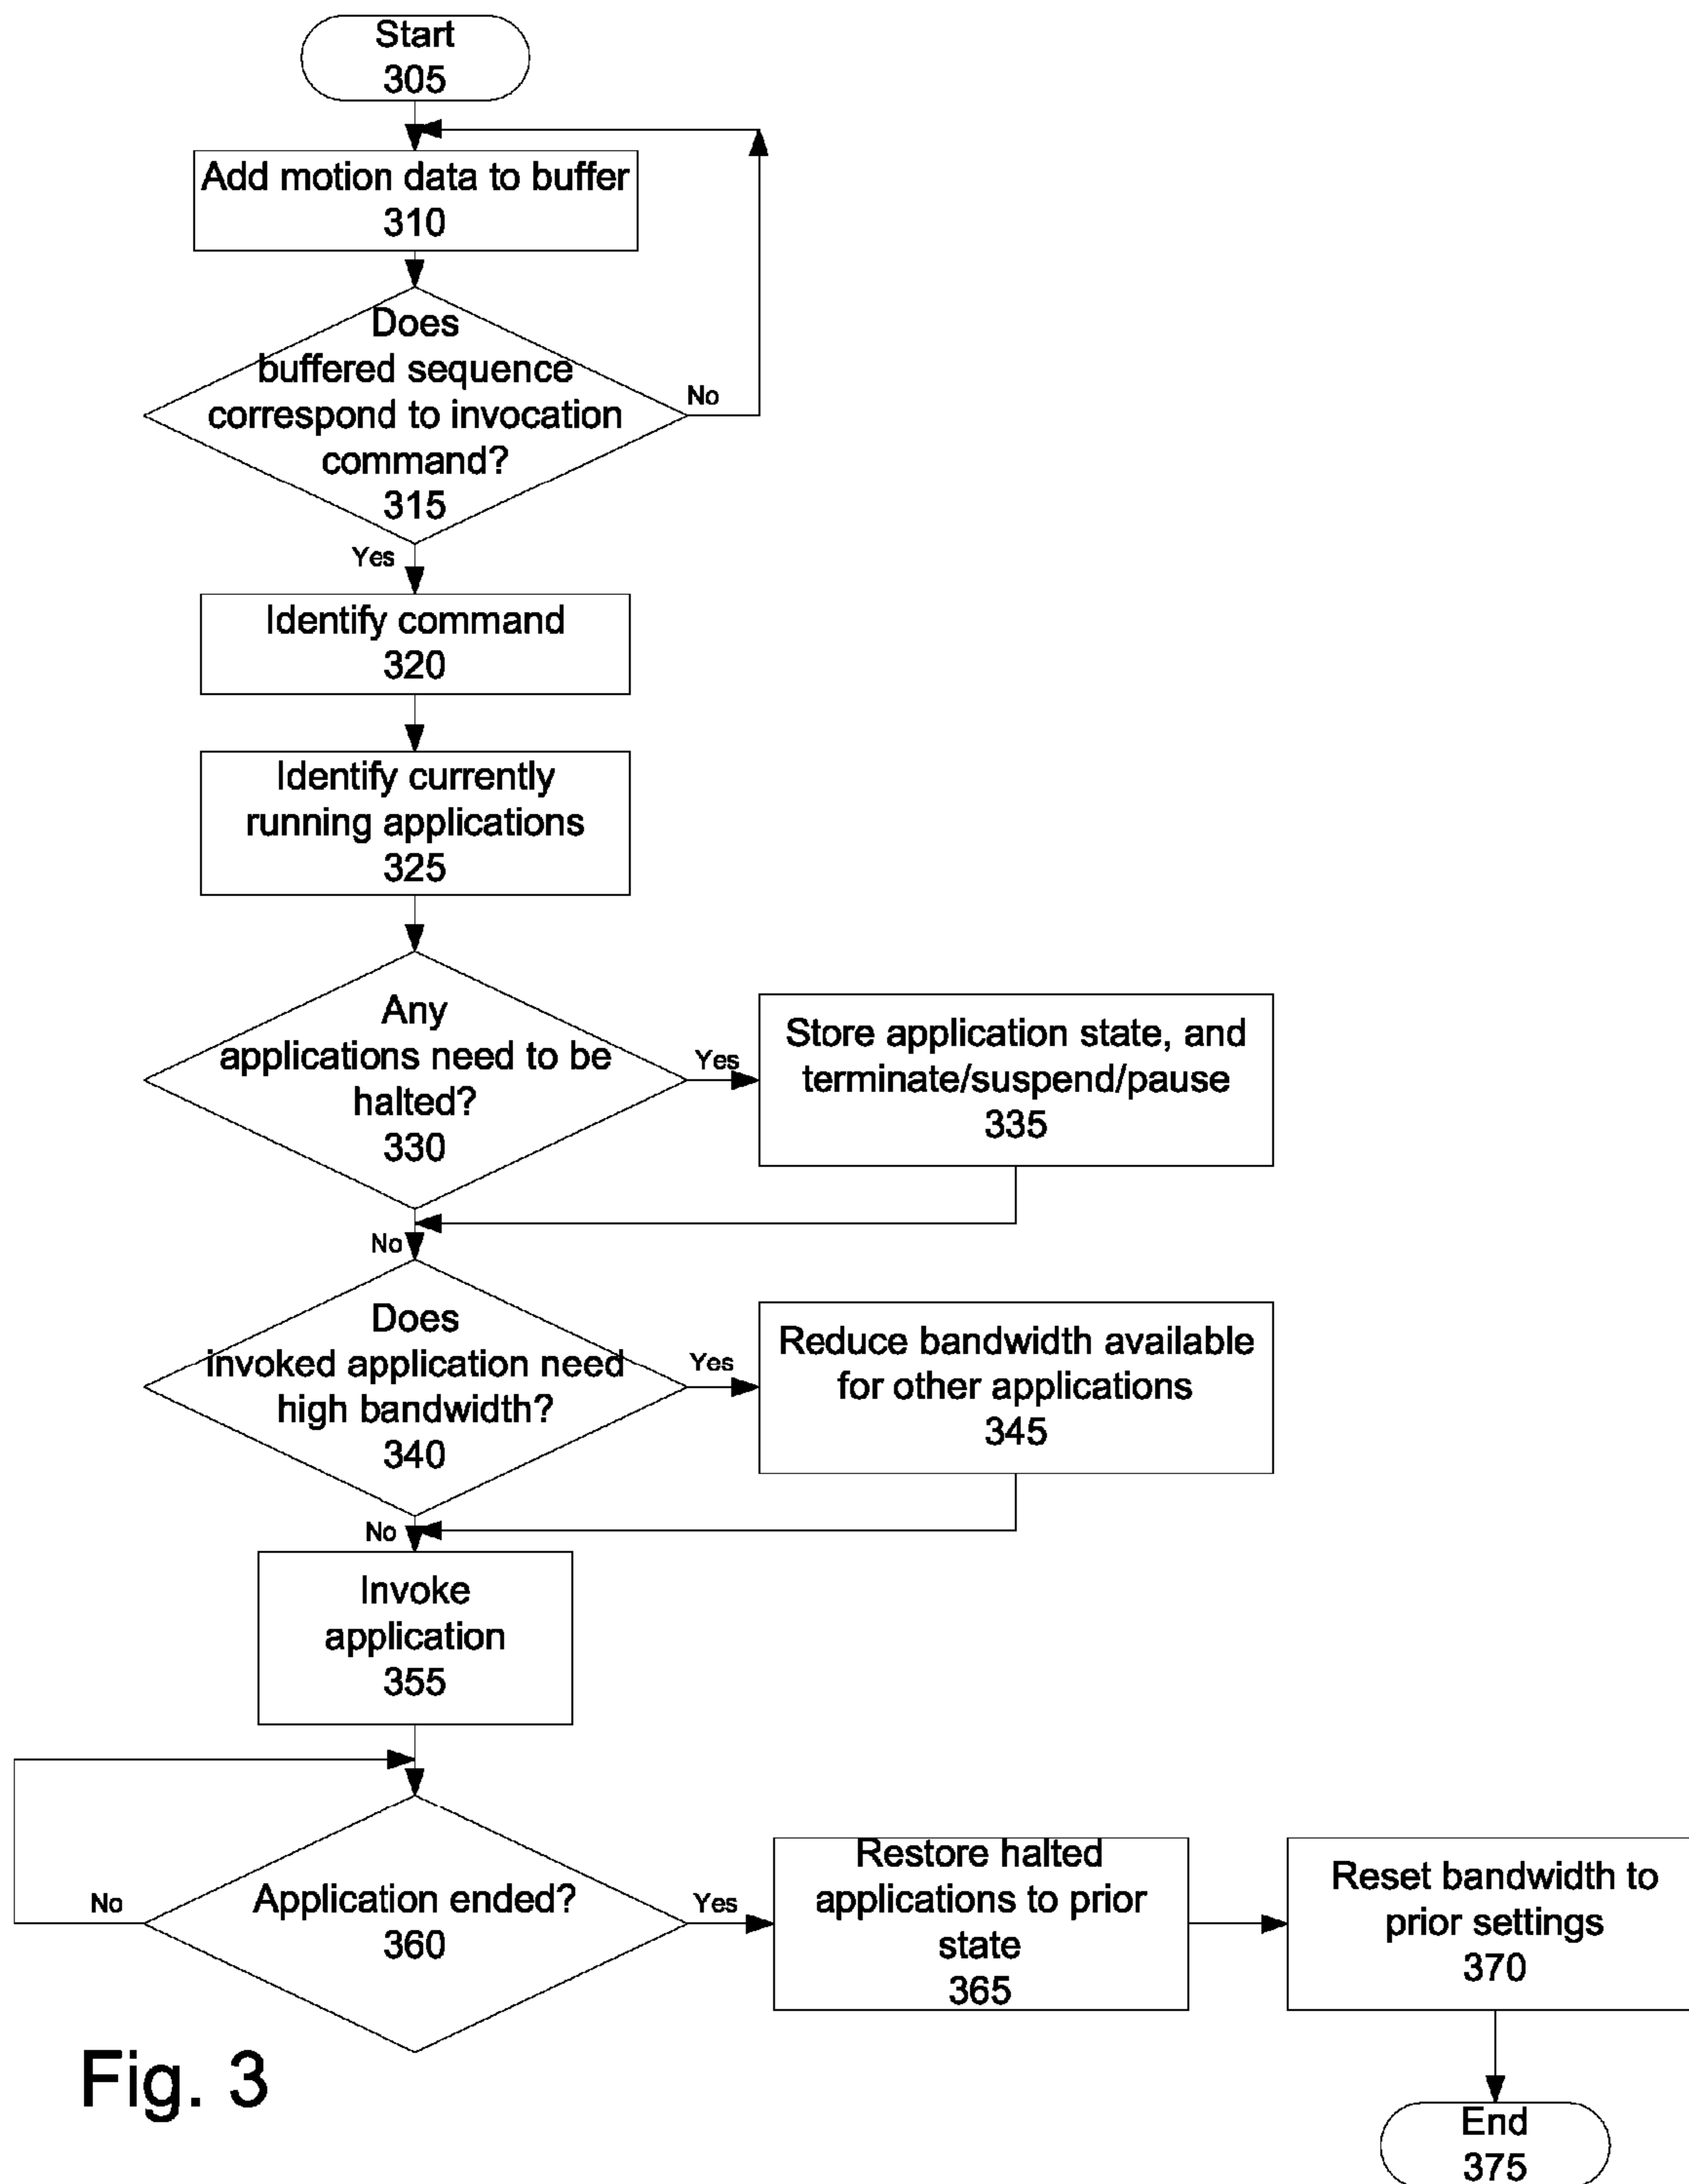 Start
305
Add motion data to buffer
310
Does
buffered sequence
correspond to invocation
command?
315
No
Yes
Identify command
320
Identify currently
running applications
325
Any
applications need to be
halted?
330
Yes
Store application state, and
terminate/suspend/pause
335
No
Does
invoked application need
high bandwidth?
340
Yes
Reduce bandwidth available
for other applications
345
No
Invoke
application
355
No
Application ended?
360
Yes
Restore halted
applications to prior
state
365
Reset bandwidth to
prior settings
370
Fig. 3
End
375